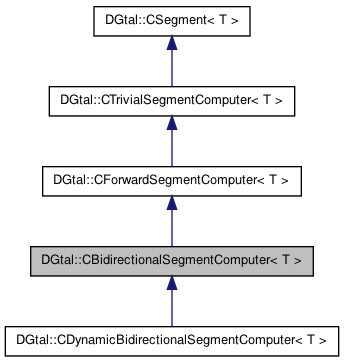 DGtal::CSegment< T >
DGtal::CTrivialSegmentComputer< T >
DGtal::CForwardSegmentComputer< T >
DGtal::CBidirectionalSegmentComputer< T >
DGtal::CDynamicBidirectionalSegmentComputer< T >